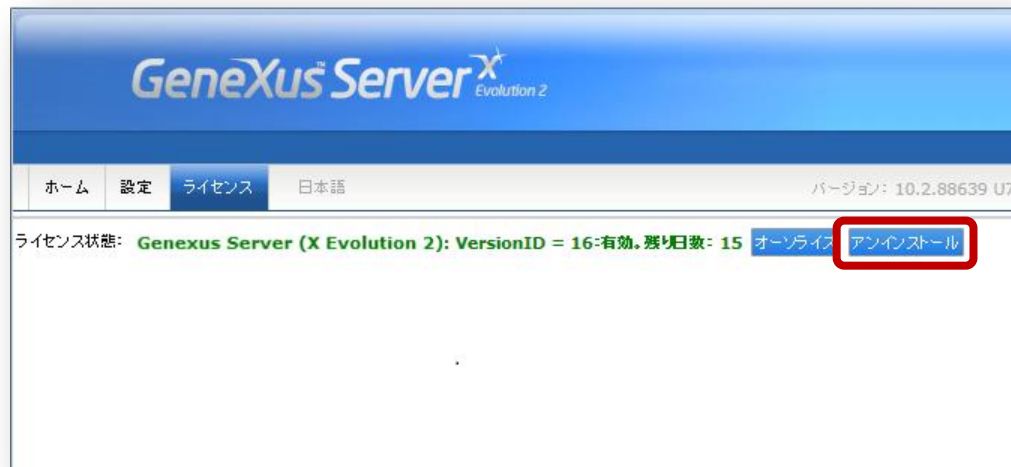 GeneXus™ Server X
Evolution 2
ホーム 設定 ライセンス 日本語 バージョン: 10.2.88639 U7
ライセンス状態: Genexus Server (X Evolution 2): VersionID = 16:有効。残り日数: 15 オーソライズ アンインストール